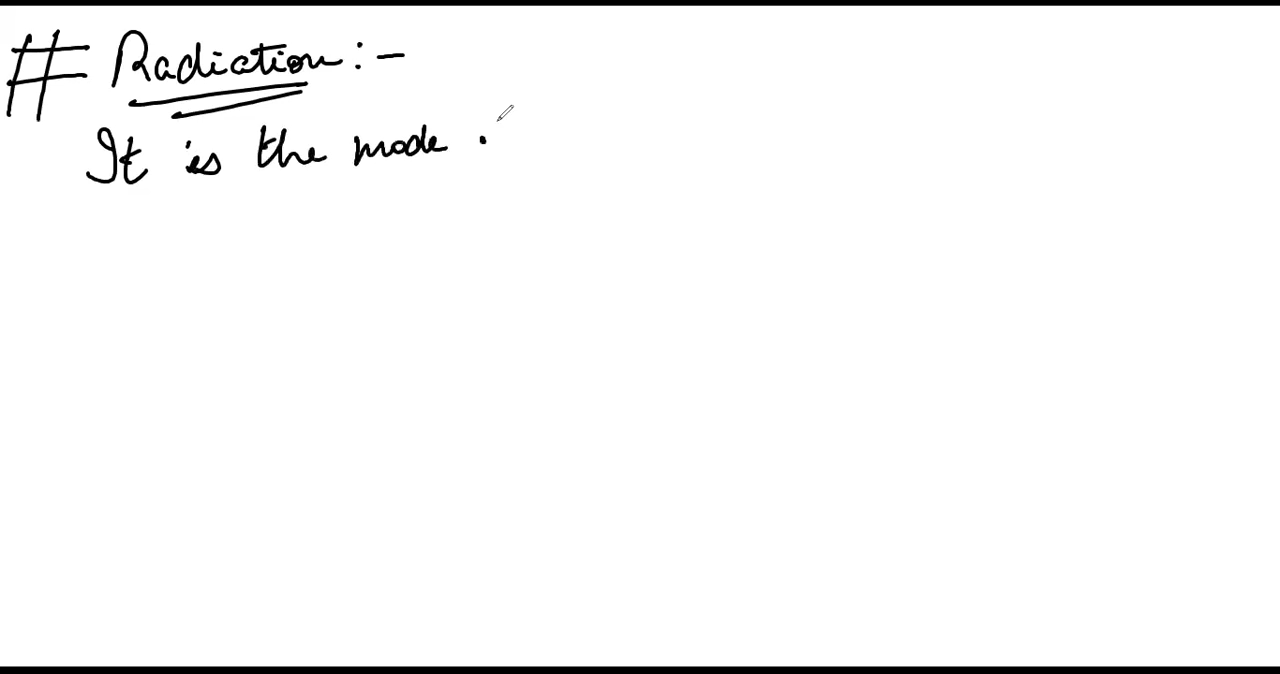 # Radiation :-
It is the mode